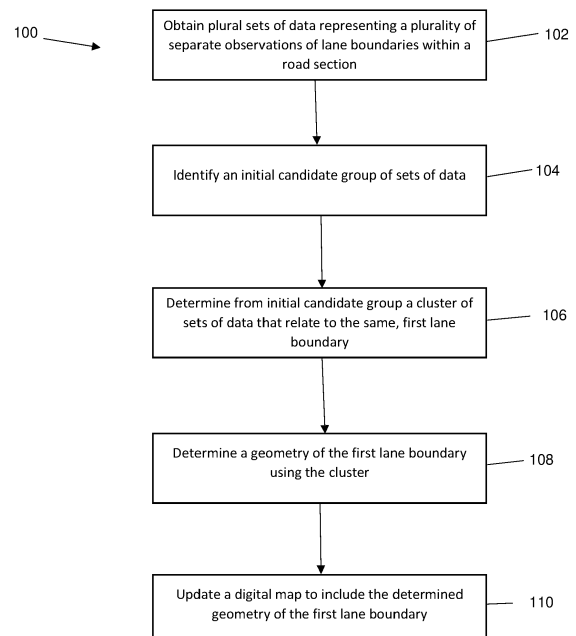 100
Obtain plural sets of data representing a plurality of
separate observations of lane boundaries within a
road section
102
Identify an initial candidate group of sets of data
104
Determine from initial candidate group a cluster of
sets of data that relate to the same, first lane
boundary
106
Determine a geometry of the first lane boundary
using the cluster
108
Update a digital map to include the determined
geometry of the first lane boundary
110